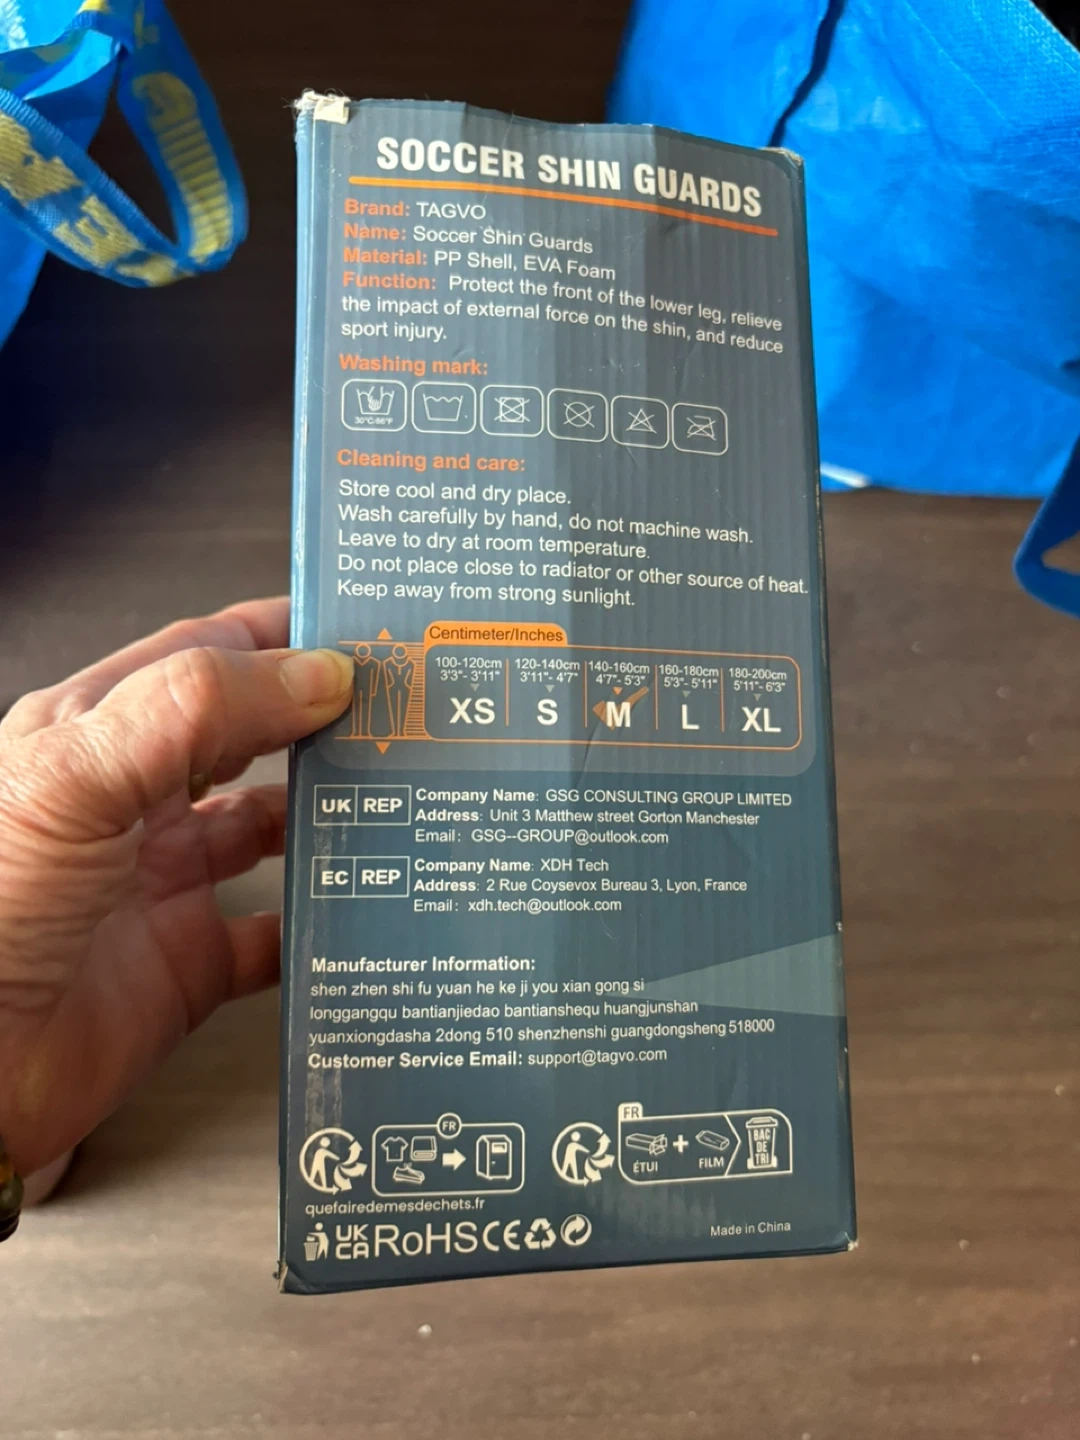 SOCCER SHIN GUARDS
Brand: TAGVO
Name: Soccer Shin Guards
Material: PP Shell, EVA Foam
Function: Protect the front of the lower leg, relieve
the impact of external force on the shin, and reduce
sport injury.
Washing mark:
30°C/86°F
Cleaning and care:
Store cool and dry place.
Wash carefully by hand, do not machine wash.
Leave to dry at room temperature.
Do not place close to radiator or other source of heat.
Keep away from strong sunlight.
Centimeter/Inches
100-120cm 120-140cm 140-160cm 160-180cm 180-200cm
3'3"- 3'11" 3'11"- 4'7" 4'7"- 5'3" 5'3"- 5'11" 5'11"- 6'3"
XS S M L XL
UK REP
Company Name: GSG CONSULTING GROUP LIMITED
Address: Unit 3 Matthew street Gorton Manchester
Email: GSG--GROUP@outlook.com
EC REP
Company Name: XDH Tech
Address: 2 Rue Coysevox Bureau 3, Lyon, France
Email: xdh.tech@outlook.com
Manufacturer Information:
shen zhen shi fu yuan he ke ji you xian gong si
longgangqu bantianjiedao bantianshequ huangjunshan
yuanxiongdasha 2dong 510 shenzhenshi guangdongsheng 518000
Customer Service Email: support@tagvo.com
FR
FR
ÉTUI + FILM
BAC
DE
TRI
quefairedemesdechets.fr
UK
CA RoHS CE
Made in China